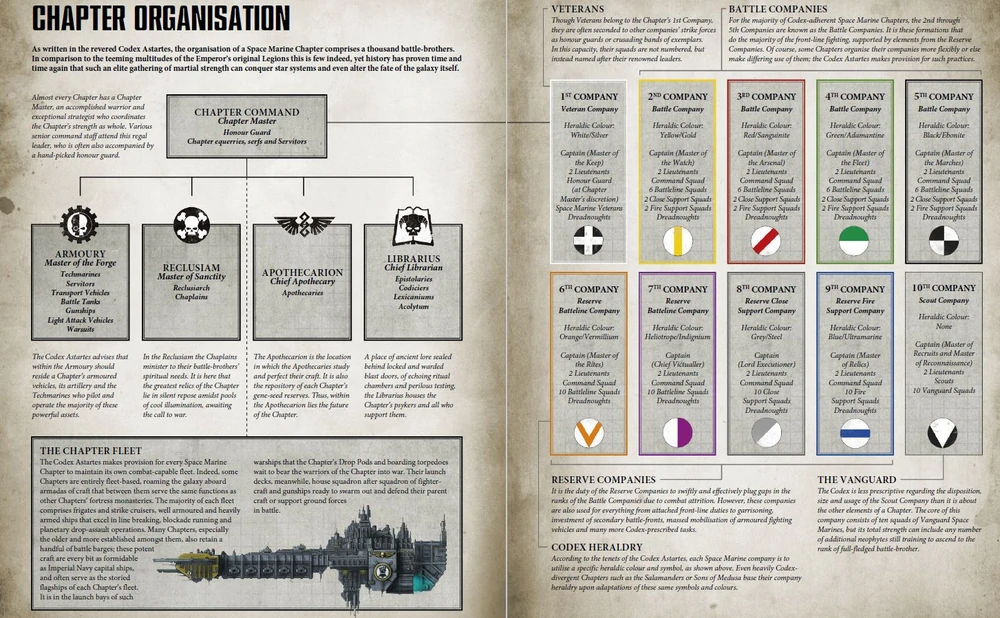 CHAPTER ORGANISATION
As written in the revered Codex Astartes, the organisation of a Space Marine Chapter comprises a thousand battle-brothers.
In comparison to the teeming multitudes of the Emperor's original Legions this is few indeed, yet history has proven time and
time again that such an elite gathering of martial strength can conquer star systems and even alter the fate of the galaxy itself.
Almost every Chapter has a Chapter
Master, an accomplished warrior and
exceptional strategist who coordinates
the Chapter's strength as whole. Various
senior command staff attend this regal
leader, who is often also accompanied by
a hand-picked honour guard.
CHAPTER COMMAND
Chapter Master
Honour Guard
Chapter equerries, serfs and Servitors
ARMOURY
Master of the Forge
Techmarines
Servitors
Transport Vehicles
Battle Tanks
Gunships
Light Attack Vehicles
Warsuits
RECLUSIAM
Master of Sanctity
Reclusiarch
Chaplains
APOTHECARION
Chief Apothecary
Apothecaries
LIBRARIUS
Chief Librarian
Epistolaries
Codiciers
Lexicaniums
Acolytum
The Codex Astartes advises that
within the Armoury should
reside a Chapter's armoured
vehicles, its artillery and the
Techmarines who pilot and
operate the majority of these
powerful assets.
In the Reclusiam the Chaplains
minister to their battle-brothers'
spiritual needs. It is here that
the greatest relics of the Chapter
lie in silent repose amidst pools
of cool illumination, awaiting
the call to war.
The Apothecarion is the location
in which the Apothecaries study
and perfect their craft. It is also
the repository of each Chapter's
gene-seed reserves. Thus, within
the Apothecarion lies the future
of the Chapter.
A place of ancient lore sealed
behind locked and warded
blast doors, of echoing ritual
chambers and perilous testing,
the Librarius houses the
Chapter's psykers and all who
support them.
THE CHAPTER FLEET
The Codex Astartes makes provision for every Space Marine
Chapter to maintain its own combat-capable fleet. Indeed, some
Chapters are entirely fleet-based, roaming the galaxy aboard
armadas of craft that between them serve the same functions as
other Chapters' fortress monasteries. The majority of each fleet
comprises frigates and strike cruisers, well armoured and heavily
armed ships that excel in line breaking, blockade running and
planetary drop-assault operations. Many Chapters, especially
the older and more established amongst them, also retain a
handful of battle barges; these potent
craft are every bit as formidable
as Imperial Navy capital ships,
and often serve as the storied
flagships of each Chapter's fleet.
It is in the launch bays of such
warships that the Chapter's Drop Pods and boarding torpedoes
wait to bear the warriors of the Chapter into war. Their launch
decks, meanwhile, house squadron after squadron of fighter-
craft and gunships ready to swarm out and defend their parent
craft or support ground forces
in battle.
VETERANS
Though Veterans belong to the Chapter's 1st Company,
they are often seconded to other companies' strike forces
as honour guards or crusading bands of exemplars.
In this capacity, their squads are not numbered, but
instead named after their renowned leaders.
BATTLE COMPANIES
For the majority of Codex-adherent Space Marine Chapters, the 2nd through
5th Companies are known as the Battle Companies. It is these formations that
do the majority of the front-line fighting, supported by elements from the Reserve
Companies. Of course, some Chapters organise their companies more flexibly or else
make differing use of them; the Codex Astartes makes provision for such practices.
1ST COMPANY
Veteran Company
Heraldic Colour:
White/Silver
Captain (Master of
the Keep)
2 Lieutenants
Honour Guard
(at Chapter
Master's discretion)
Space Marine Veterans
Dreadnoughts
2ND COMPANY
Battle Company
Heraldic Colour:
Yellow/Gold
Captain (Master of
the Watch)
2 Lieutenants
Command Squad
6 Battleline Squads
2 Close Support Squads
2 Fire Support Squads
Dreadnoughts
3RD COMPANY
Battle Company
Heraldic Colour:
Red/Sanguinite
Captain (Master of
the Arsenal)
2 Lieutenants
Command Squad
6 Battleline Squads
2 Close Support Squads
2 Fire Support Squads
Dreadnoughts
4TH COMPANY
Battle Company
Heraldic Colour:
Green/Adamantine
Captain (Master of
the Fleet)
2 Lieutenants
Command Squad
6 Battleline Squads
2 Close Support Squads
2 Fire Support Squads
Dreadnoughts
5TH COMPANY
Battle Company
Heraldic Colour:
Black/Ebonite
Captain (Master of
the Marches)
2 Lieutenants
Command Squad
6 Battleline Squads
2 Close Support Squads
2 Fire Support Squads
Dreadnoughts
6TH COMPANY
Reserve
Batteline Company
Heraldic Colour:
Orange/Vermillium
Captain (Master of
the Rites)
2 Lieutenants
Command Squad
10 Battleline Squads
Dreadnoughts
7TH COMPANY
Reserve
Batteline Company
Heraldic Colour:
Heliotrope/Indignium
Captain
(Chief Victualler)
2 Lieutenants
Command Squad
10 Battleline Squads
Dreadnoughts
8TH COMPANY
Reserve Close
Support Company
Heraldic Colour:
Grey/Steel
Captain
(Lord Executioner)
2 Lieutenants
Command Squad
10 Close
Support Squads
Dreadnoughts
9TH COMPANY
Reserve Fire
Support Company
Heraldic Colour:
Blue/Ultramarine
Captain (Master
of Relics)
2 Lieutenants
Command Squad
10 Fire
Support Squads
Dreadnoughts
10TH COMPANY
Scout Company
Heraldic Colour:
None
Captain (Master of
Recruits and Master
of Reconnaissance)
2 Lieutenants
Scouts
10 Vanguard Squads
RESERVE COMPANIES
It is the duty of the Reserve Companies to swiftly and effectively plug gaps in the
ranks of the Battle Companies due to combat attrition. However, these companies
are also used for everything from attached front-line duties to garrisoning,
investment of secondary battle-fronts, massed mobilisation of armoured fighting
vehicles and many more Codex-prescribed tasks.
THE VANGUARD
The Codex is less prescriptive regarding the disposition,
size and usage of the Scout Company than it is about
the other elements of a Chapter. The core of this
company consists of ten squads of Vanguard Space
Marines, but its total strength can include any number
of additional neophytes still training to ascend to the
rank of full-fledged battle-brother.
CODEX HERALDRY
According to the tenets of the Codex Astartes, each Space Marine company is to
utilise a specific heraldic colour and symbol, as shown above. Even heavily Codex-
divergent Chapters such as the Salamanders or Sons of Medusa base their company
heraldry upon adaptations of these same symbols and colours.